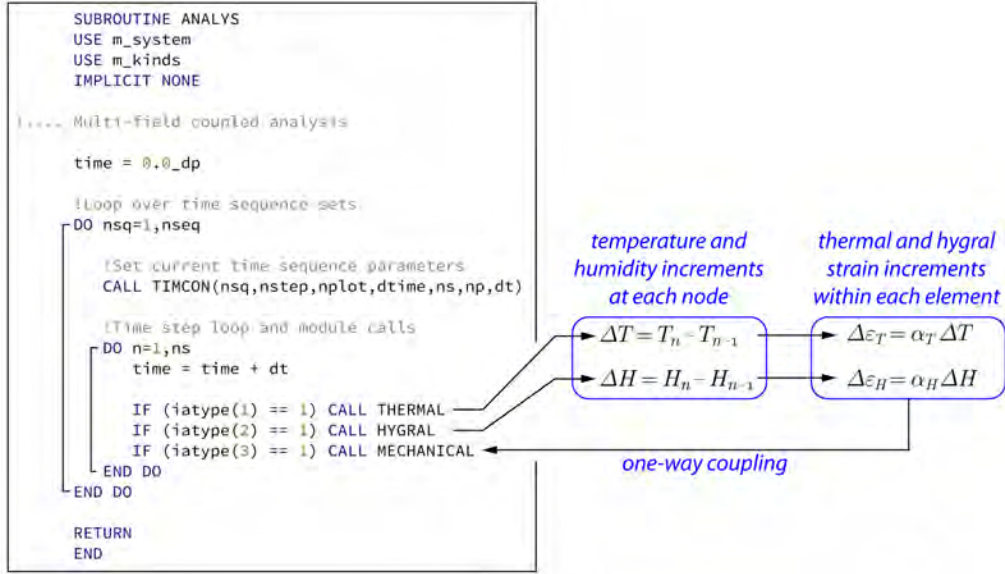 SUBROUTINE ANALYS
USE m_system
USE m_kinds
IMPLICIT NONE
!.... Multi-field coupled analysis
time = 0.0_dp
!Loop over time sequence sets
DO nsq=1,nseq
!Set current time sequence parameters
CALL TIMCON(nsq,nstep,nplot,dtime,ns,np,dt)
!Time step loop and module calls
DO n=1,ns
time = time + dt
IF (iatype(1) == 1) CALL THERMAL
IF (iatype(2) == 1) CALL HYGRAL
IF (iatype(3) == 1) CALL MECHANICAL
END DO
END DO
RETURN
END
temperature and
humidity increments
at each node
ΔT = Tₙ − Tₙ₋₁
ΔH = Hₙ − Hₙ₋₁
thermal and hygral
strain increments
within each element
Δε_T = α_T ΔT
Δε_H = α_H ΔH
one-way coupling